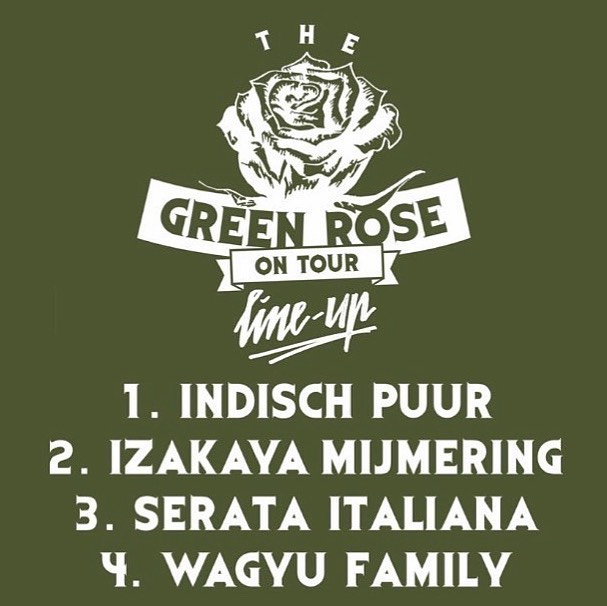 THE
GREEN ROSE
ON TOUR
line-up
1. INDISCH PUUR
2. IZAKAYA MIJMERING
3. SERATA ITALIANA
4. WAGYU FAMILY